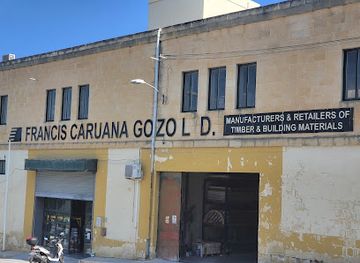 FRANCIS CARUANA GOZO L D.
MANUFACTURERS & RETAILERS OF
TIMBER & BUILDING MATERIALS